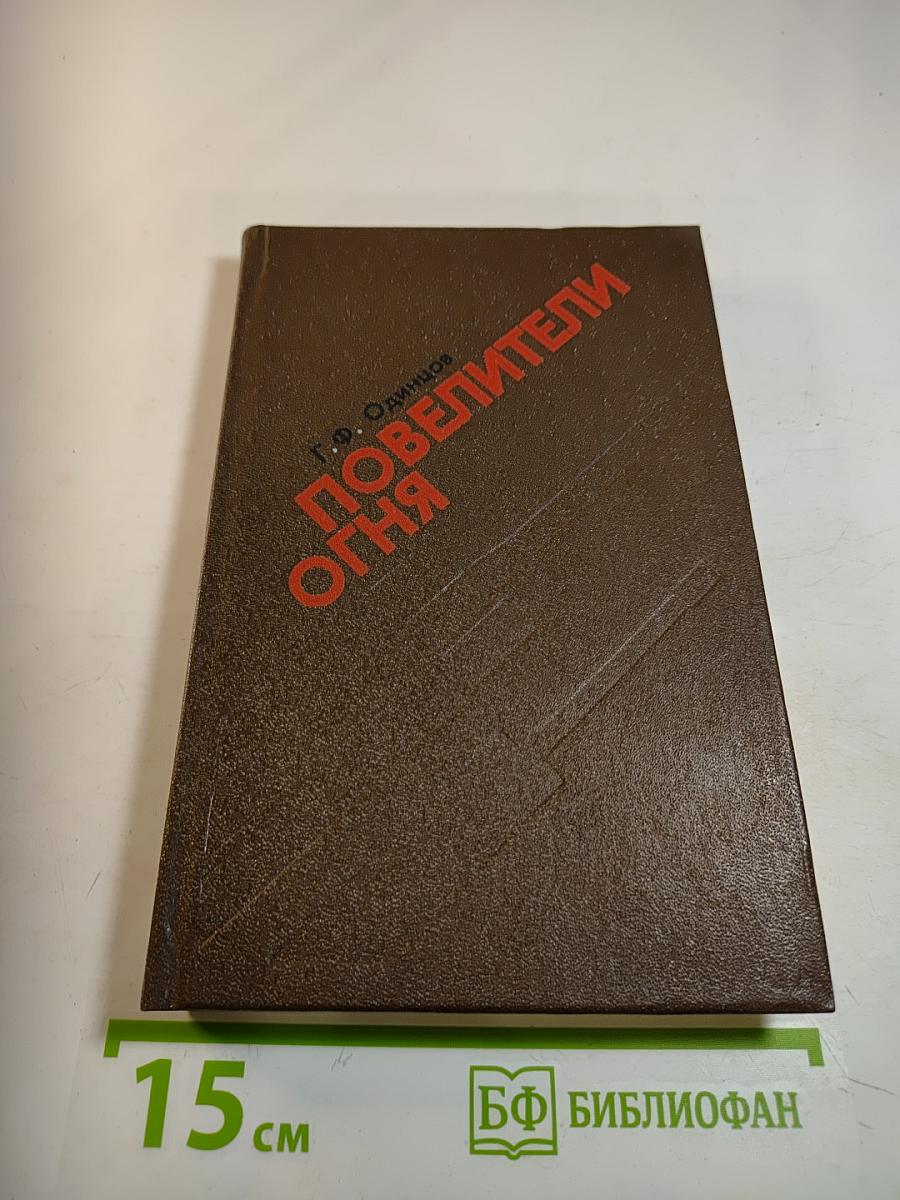 Г. Ф. Одинцов
ПОВЕЛИТЕЛИ
ОГНЯ
15 см
БФ БИБЛИОФАН